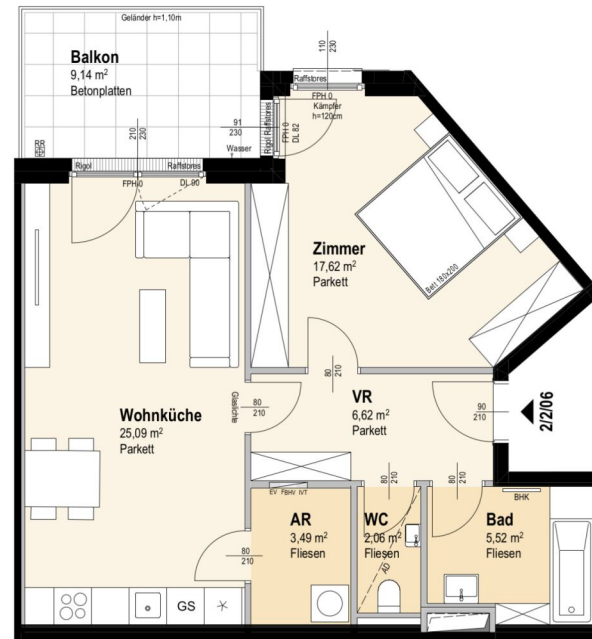 Geländer h=1,10m
Balkon
9,14 m²
Betonplatten
110
230
Raffstores
FPH 0
Kämpfer
h=120cm
91
230
Wasser
Rigol Raffstores
FPH 0
DL 82
210
230
Rigol
Raffstores
FPH 0
DL 90
Zimmer
17,62 m²
Parkett
Bett 180x200
80
210
VR
6,62 m²
Parkett
90
210
2/2/06
Wohnküche
25,09 m²
Parkett
Glaslichte
80
210
80
210
80
210
EV FBHV IVT
BHK
AR
3,49 m²
Fliesen
WC
2,06 m²
Fliesen
AD
Bad
5,52 m²
Fliesen
80
210
GS